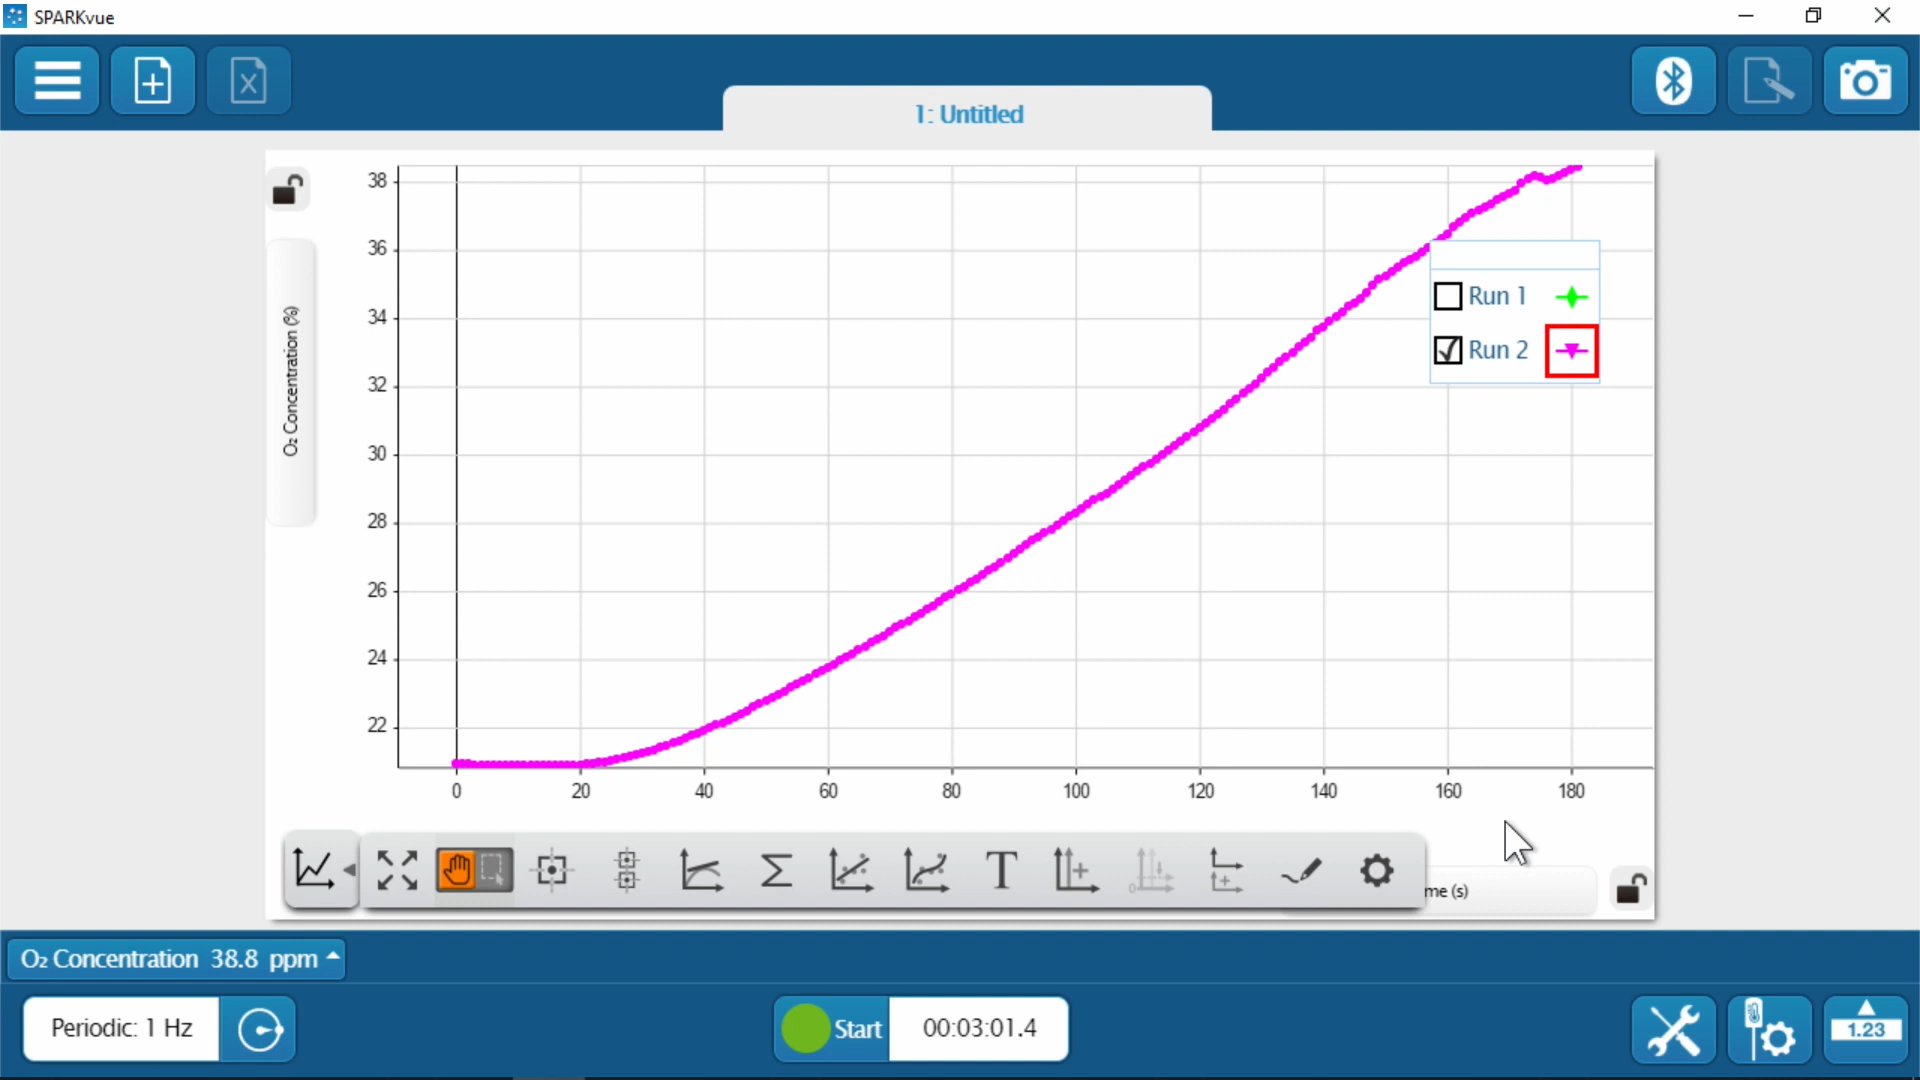 SPARKvue
1: Untitled
38
36
34
32
30
28
26
24
22
O₂ Concentration (%)
Run 1
Run 2
0 20 40 60 80 100 120 140 160 180
me (s)
O₂ Concentration 38.8 ppm
Periodic: 1 Hz
Start 00:03:01.4
1.23